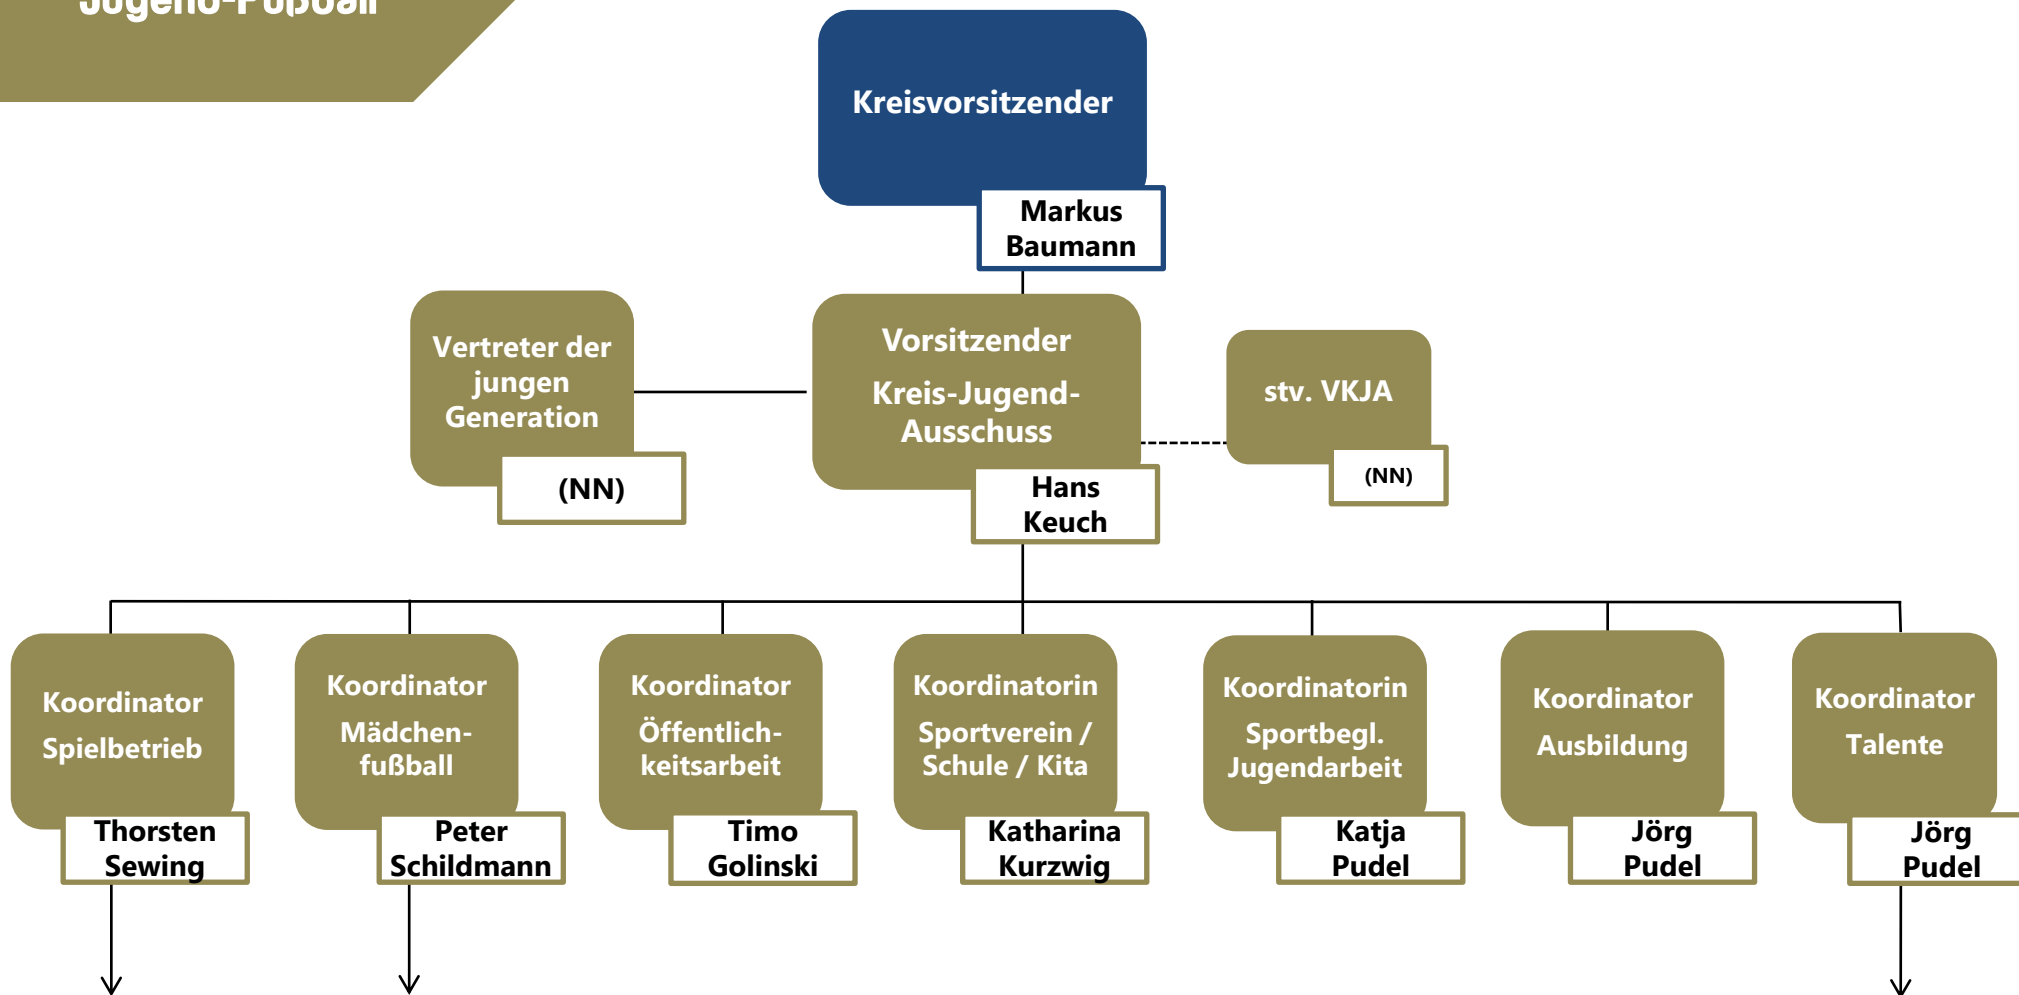 Jugend-Fußball
Kreisvorsitzender
Markus
Baumann
Vertreter der
jungen
Generation
(NN)
Vorsitzender
Kreis-Jugend-
Ausschuss
Hans
Keuch
stv. VKJA
(NN)
Koordinator
Spielbetrieb
Thorsten
Sewing
Koordinator
Mädchen-
fußball
Peter
Schildmann
Koordinator
Öffentlich-
keitsarbeit
Timo
Golinski
Koordinatorin
Sportverein /
Schule / Kita
Katharina
Kurzwig
Koordinatorin
Sportbegl.
Jugendarbeit
Katja
Pudel
Koordinator
Ausbildung
Jörg
Pudel
Koordinator
Talente
Jörg
Pudel